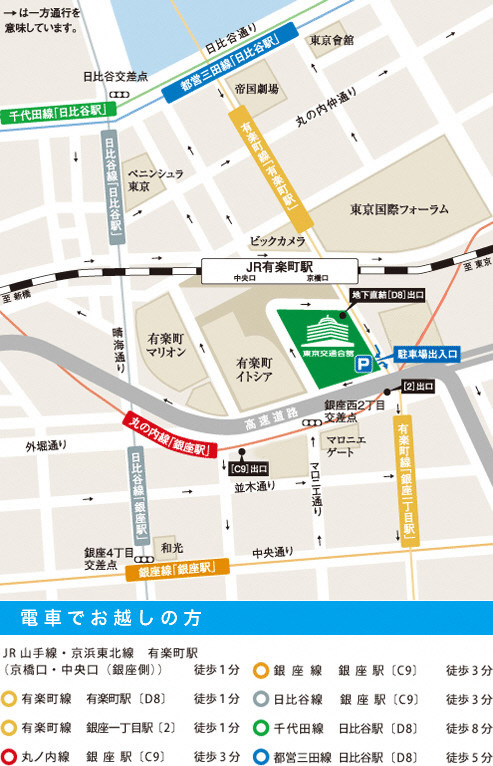 →は一方通行を
意味しています。
日比谷通り
都営三田線「日比谷駅」
東京會舘
日比谷交差点
千代田線「日比谷駅」
帝国劇場
丸の内仲通り
日比谷線「日比谷駅」
有楽町線「有楽町駅」
ペニンシュラ
東京
東京国際フォーラム
ビックカメラ
JR有楽町駅
中央口
京橋口
至 新橋
至 東京
地下直結[D8]出口
晴海通り
有楽町
マリオン
有楽町
イトシア
東京交通会館
P
駐車場出入口
[2]出口
高速道路
銀座西2丁目
交差点
丸の内線「銀座駅」
外堀通り
マロニエ
ゲート
有楽町線「銀座一丁目駅」
日比谷線「銀座駅」
[C9]出口
並木通り
マロニエ通り
和光
銀座4丁目
交差点
中央通り
銀座線「銀座駅」
電車でお越しの方
JR山手線・京浜東北線 有楽町駅
(京橋口・中央口(銀座側)) 徒歩1分
銀座線 銀座駅〔C9〕 徒歩3分
有楽町線 有楽町駅〔D8〕 徒歩1分
日比谷線 銀座駅〔C9〕 徒歩3分
有楽町線 銀座一丁目駅〔2〕 徒歩1分
千代田線 日比谷駅〔D8〕 徒歩8分
丸ノ内線 銀座駅〔C9〕 徒歩3分
都営三田線 日比谷駅〔D8〕 徒歩5分